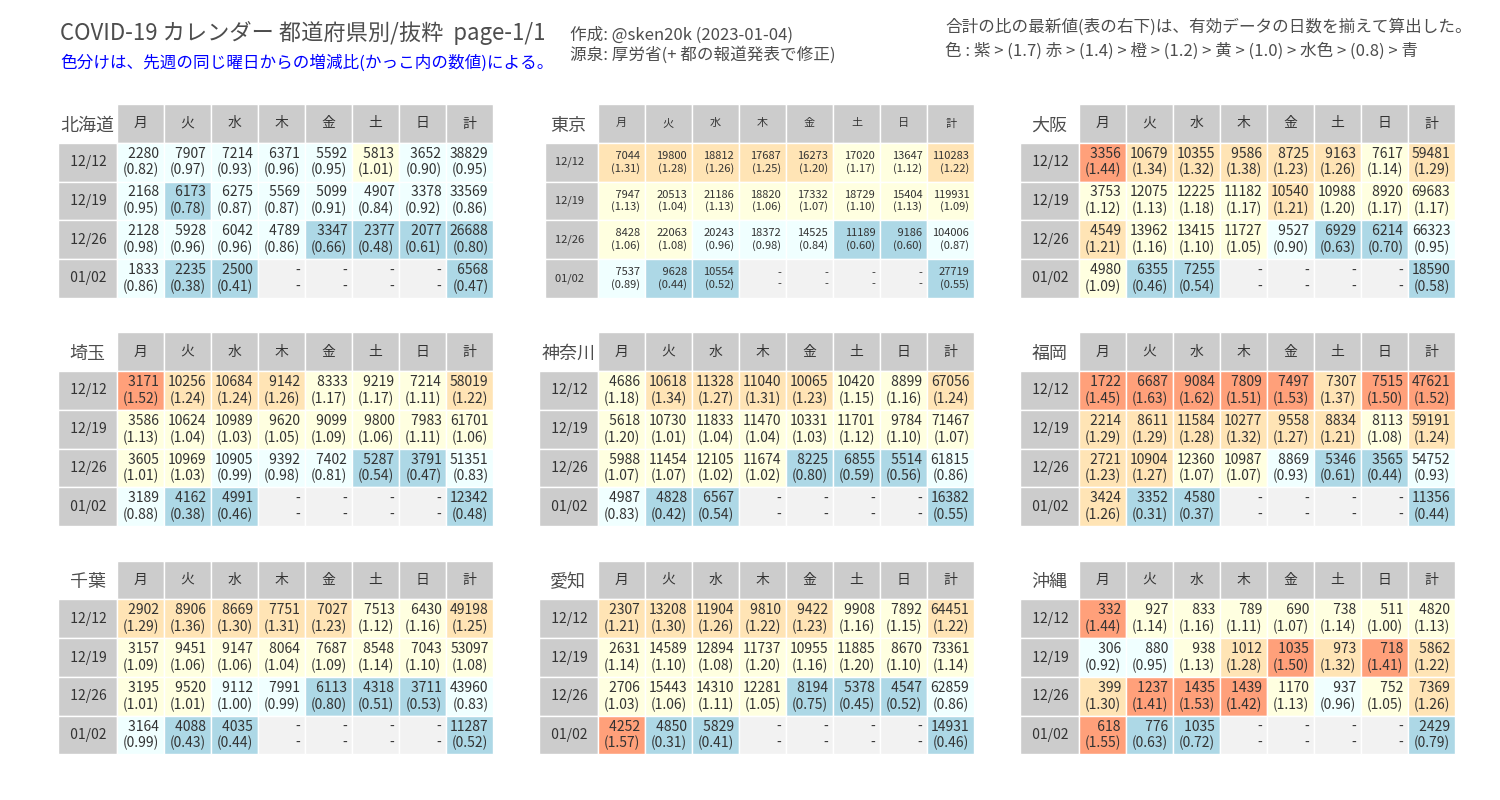 COVID-19 カレンダー 都道府県別/抜粋  page-1/1
色分けは、先週の同じ曜日からの増減比(かっこ内の数値)による。
作成: @sken20k (2023-01-04)
源泉: 厚労省(+ 都の報道発表で修正)
合計の比の最新値(表の右下)は、有効データの日数を揃えて算出した。
色 : 紫 > (1.7) 赤 > (1.4) > 橙 > (1.2) > 黄 > (1.0) > 水色 > (0.8) > 青
北海道 月 火 水 木 金 土 日 計
12/12 2280 7907 7214 6371 5592 5813 3652 38829
(0.82) (0.97) (0.93) (0.96) (0.95) (1.01) (0.90) (0.95)
12/19 2168 6173 6275 5569 5099 4907 3378 33569
(0.95) (0.78) (0.87) (0.87) (0.91) (0.84) (0.92) (0.86)
12/26 2128 5928 6042 4789 3347 2377 2077 26688
(0.98) (0.96) (0.96) (0.86) (0.66) (0.48) (0.61) (0.80)
01/02 1833 2235 2500 - - - - 6568
(0.86) (0.38) (0.41) - - - - (0.47)
東京 月 火 水 木 金 土 日 計
12/12 7044 19800 18812 17687 16273 17020 13647 110283
(1.31) (1.28) (1.26) (1.25) (1.20) (1.17) (1.12) (1.22)
12/19 7947 20513 21186 18820 17332 18729 15404 119931
(1.13) (1.04) (1.13) (1.06) (1.07) (1.10) (1.13) (1.09)
12/26 8428 22063 20243 18372 14525 11189 9186 104006
(1.06) (1.08) (0.96) (0.98) (0.84) (0.60) (0.60) (0.87)
01/02 7537 9628 10554 - - - - 27719
(0.89) (0.44) (0.52) - - - - (0.55)
大阪 月 火 水 木 金 土 日 計
12/12 3356 10679 10355 9586 8725 9163 7617 59481
(1.44) (1.34) (1.32) (1.38) (1.23) (1.26) (1.14) (1.29)
12/19 3753 12075 12225 11182 10540 10988 8920 69683
(1.12) (1.13) (1.18) (1.17) (1.21) (1.20) (1.17) (1.17)
12/26 4549 13962 13415 11727 9527 6929 6214 66323
(1.21) (1.16) (1.10) (1.05) (0.90) (0.63) (0.70) (0.95)
01/02 4980 6355 7255 - - - - 18590
(1.09) (0.46) (0.54) - - - - (0.58)
埼玉 月 火 水 木 金 土 日 計
12/12 3171 10256 10684 9142 8333 9219 7214 58019
(1.52) (1.24) (1.24) (1.26) (1.17) (1.17) (1.11) (1.22)
12/19 3586 10624 10989 9620 9099 9800 7983 61701
(1.13) (1.04) (1.03) (1.05) (1.09) (1.06) (1.11) (1.06)
12/26 3605 10969 10905 9392 7402 5287 3791 51351
(1.01) (1.03) (0.99) (0.98) (0.81) (0.54) (0.47) (0.83)
01/02 3189 4162 4991 - - - - 12342
(0.88) (0.38) (0.46) - - - - (0.48)
神奈川 月 火 水 木 金 土 日 計
12/12 4686 10618 11328 11040 10065 10420 8899 67056
(1.18) (1.34) (1.27) (1.31) (1.23) (1.15) (1.16) (1.24)
12/19 5618 10730 11833 11470 10331 11701 9784 71467
(1.20) (1.01) (1.04) (1.04) (1.03) (1.12) (1.10) (1.07)
12/26 5988 11454 12105 11674 8225 6855 5514 61815
(1.07) (1.07) (1.02) (1.02) (0.80) (0.59) (0.56) (0.86)
01/02 4987 4828 6567 - - - - 16382
(0.83) (0.42) (0.54) - - - - (0.55)
福岡 月 火 水 木 金 土 日 計
12/12 1722 6687 9084 7809 7497 7307 7515 47621
(1.45) (1.63) (1.62) (1.51) (1.53) (1.37) (1.50) (1.52)
12/19 2214 8611 11584 10277 9558 8834 8113 59191
(1.29) (1.29) (1.28) (1.32) (1.27) (1.21) (1.08) (1.24)
12/26 2721 10904 12360 10987 8869 5346 3565 54752
(1.23) (1.27) (1.07) (1.07) (0.93) (0.61) (0.44) (0.93)
01/02 3424 3352 4580 - - - - 11356
(1.26) (0.31) (0.37) - - - - (0.44)
千葉 月 火 水 木 金 土 日 計
12/12 2902 8906 8669 7751 7027 7513 6430 49198
(1.29) (1.36) (1.30) (1.31) (1.23) (1.12) (1.16) (1.25)
12/19 3157 9451 9147 8064 7687 8548 7043 53097
(1.09) (1.06) (1.06) (1.04) (1.09) (1.14) (1.10) (1.08)
12/26 3195 9520 9112 7991 6113 4318 3711 43960
(1.01) (1.01) (1.00) (0.99) (0.80) (0.51) (0.53) (0.83)
01/02 3164 4088 4035 - - - - 11287
(0.99) (0.43) (0.44) - - - - (0.52)
愛知 月 火 水 木 金 土 日 計
12/12 2307 13208 11904 9810 9422 9908 7892 64451
(1.21) (1.30) (1.26) (1.22) (1.23) (1.16) (1.15) (1.22)
12/19 2631 14589 12894 11737 10955 11885 8670 73361
(1.14) (1.10) (1.08) (1.20) (1.16) (1.20) (1.10) (1.14)
12/26 2706 15443 14310 12281 8194 5378 4547 62859
(1.03) (1.06) (1.11) (1.05) (0.75) (0.45) (0.52) (0.86)
01/02 4252 4850 5829 - - - - 14931
(1.57) (0.31) (0.41) - - - - (0.46)
沖縄 月 火 水 木 金 土 日 計
12/12 332 927 833 789 690 738 511 4820
(1.44) (1.14) (1.16) (1.11) (1.07) (1.14) (1.00) (1.13)
12/19 306 880 938 1012 1035 973 718 5862
(0.92) (0.95) (1.13) (1.28) (1.50) (1.32) (1.41) (1.22)
12/26 399 1237 1435 1439 1170 937 752 7369
(1.30) (1.41) (1.53) (1.42) (1.13) (0.96) (1.05) (1.26)
01/02 618 776 1035 - - - - 2429
(1.55) (0.63) (0.72) - - - - (0.79)